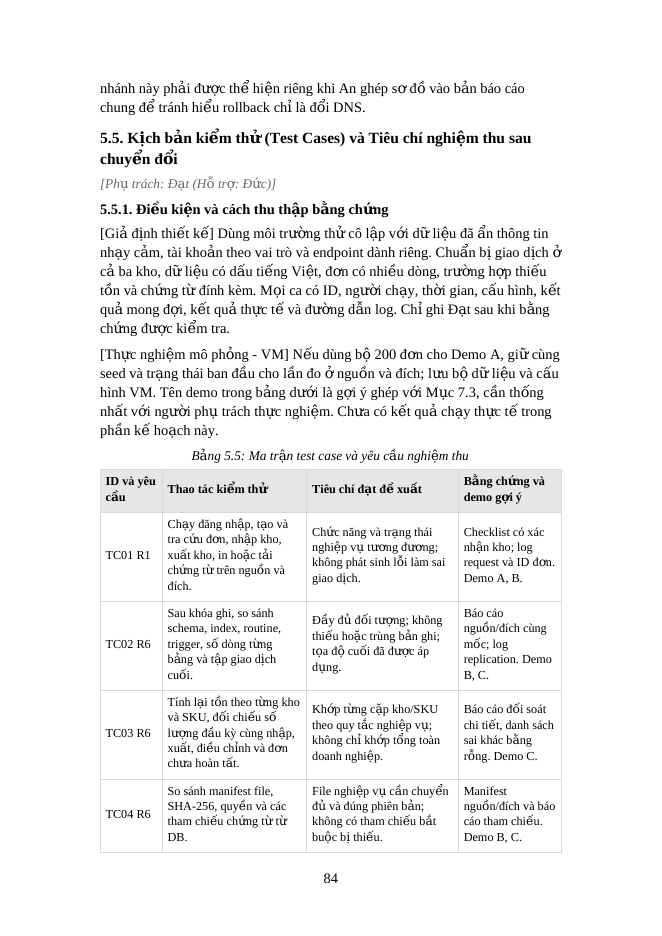 nhánh này phải được thể hiện riêng khi An ghép sơ đồ vào bản báo cáo
chung để tránh hiểu rollback chỉ là đổi DNS.
5.5. Kịch bản kiểm thử (Test Cases) và Tiêu chí nghiệm thu sau
chuyển đổi
[Phụ trách: Đạt (Hỗ trợ: Đức)]
5.5.1. Điều kiện và cách thu thập bằng chứng
[Giả định thiết kế] Dùng môi trường thử cô lập với dữ liệu đã ẩn thông tin
nhạy cảm, tài khoản theo vai trò và endpoint dành riêng. Chuẩn bị giao dịch ở
cả ba kho, dữ liệu có dấu tiếng Việt, đơn có nhiều dòng, trường hợp thiếu
tồn và chứng từ đính kèm. Mọi ca có ID, người chạy, thời gian, cấu hình, kết
quả mong đợi, kết quả thực tế và đường dẫn log. Chỉ ghi Đạt sau khi bằng
chứng được kiểm tra.
[Thực nghiệm mô phỏng - VM] Nếu dùng bộ 200 đơn cho Demo A, giữ cùng
seed và trạng thái ban đầu cho lần đo ở nguồn và đích; lưu bộ dữ liệu và cấu
hình VM. Tên demo trong bảng dưới là gợi ý ghép với Mục 7.3, cần thống
nhất với người phụ trách thực nghiệm. Chưa có kết quả chạy thực tế trong
phần kế hoạch này.
Bảng 5.5: Ma trận test case và yêu cầu nghiệm thu
ID và yêu
cầu
Thao tác kiểm thử
Tiêu chí đạt đề xuất
Bằng chứng và
demo gợi ý
TC01 R1
Chạy đăng nhập, tạo và
tra cứu đơn, nhập kho,
xuất kho, in hoặc tải
chứng từ trên nguồn và
đích.
Chức năng và trạng thái
nghiệp vụ tương đương;
không phát sinh lỗi làm sai
giao dịch.
Checklist có xác
nhận kho; log
request và ID đơn.
Demo A, B.
TC02 R6
Sau khóa ghi, so sánh
schema, index, routine,
trigger, số dòng từng
bảng và tập giao dịch
cuối.
Đầy đủ đối tượng; không
thiếu hoặc trùng bản ghi;
tọa độ cuối đã được áp
dụng.
Báo cáo
nguồn/đích cùng
mốc; log
replication. Demo
B, C.
TC03 R6
Tính lại tồn theo từng kho
và SKU, đối chiếu số
lượng đầu kỳ cùng nhập,
xuất, điều chỉnh và đơn
chưa hoàn tất.
Khớp từng cặp kho/SKU
theo quy tắc nghiệp vụ;
không chỉ khớp tổng toàn
doanh nghiệp.
Báo cáo đối soát
chi tiết, danh sách
sai khác bằng
rỗng. Demo C.
TC04 R6
So sánh manifest file,
SHA-256, quyền và các
tham chiếu chứng từ từ
DB.
File nghiệp vụ cần chuyển
đủ và đúng phiên bản;
không có tham chiếu bắt
buộc bị thiếu.
Manifest
nguồn/đích và báo
cáo tham chiếu.
Demo B, C.
84